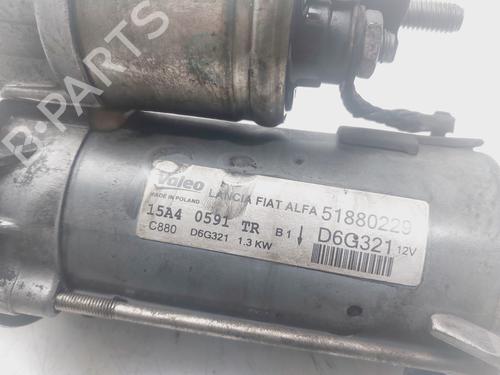 B-PARTS
Valeo LANCIA FIAT ALFA 51880229
MADE IN POLAND
15A4 0591 TR B1 D6G321 12V
C880 D6G321 1.3 KW